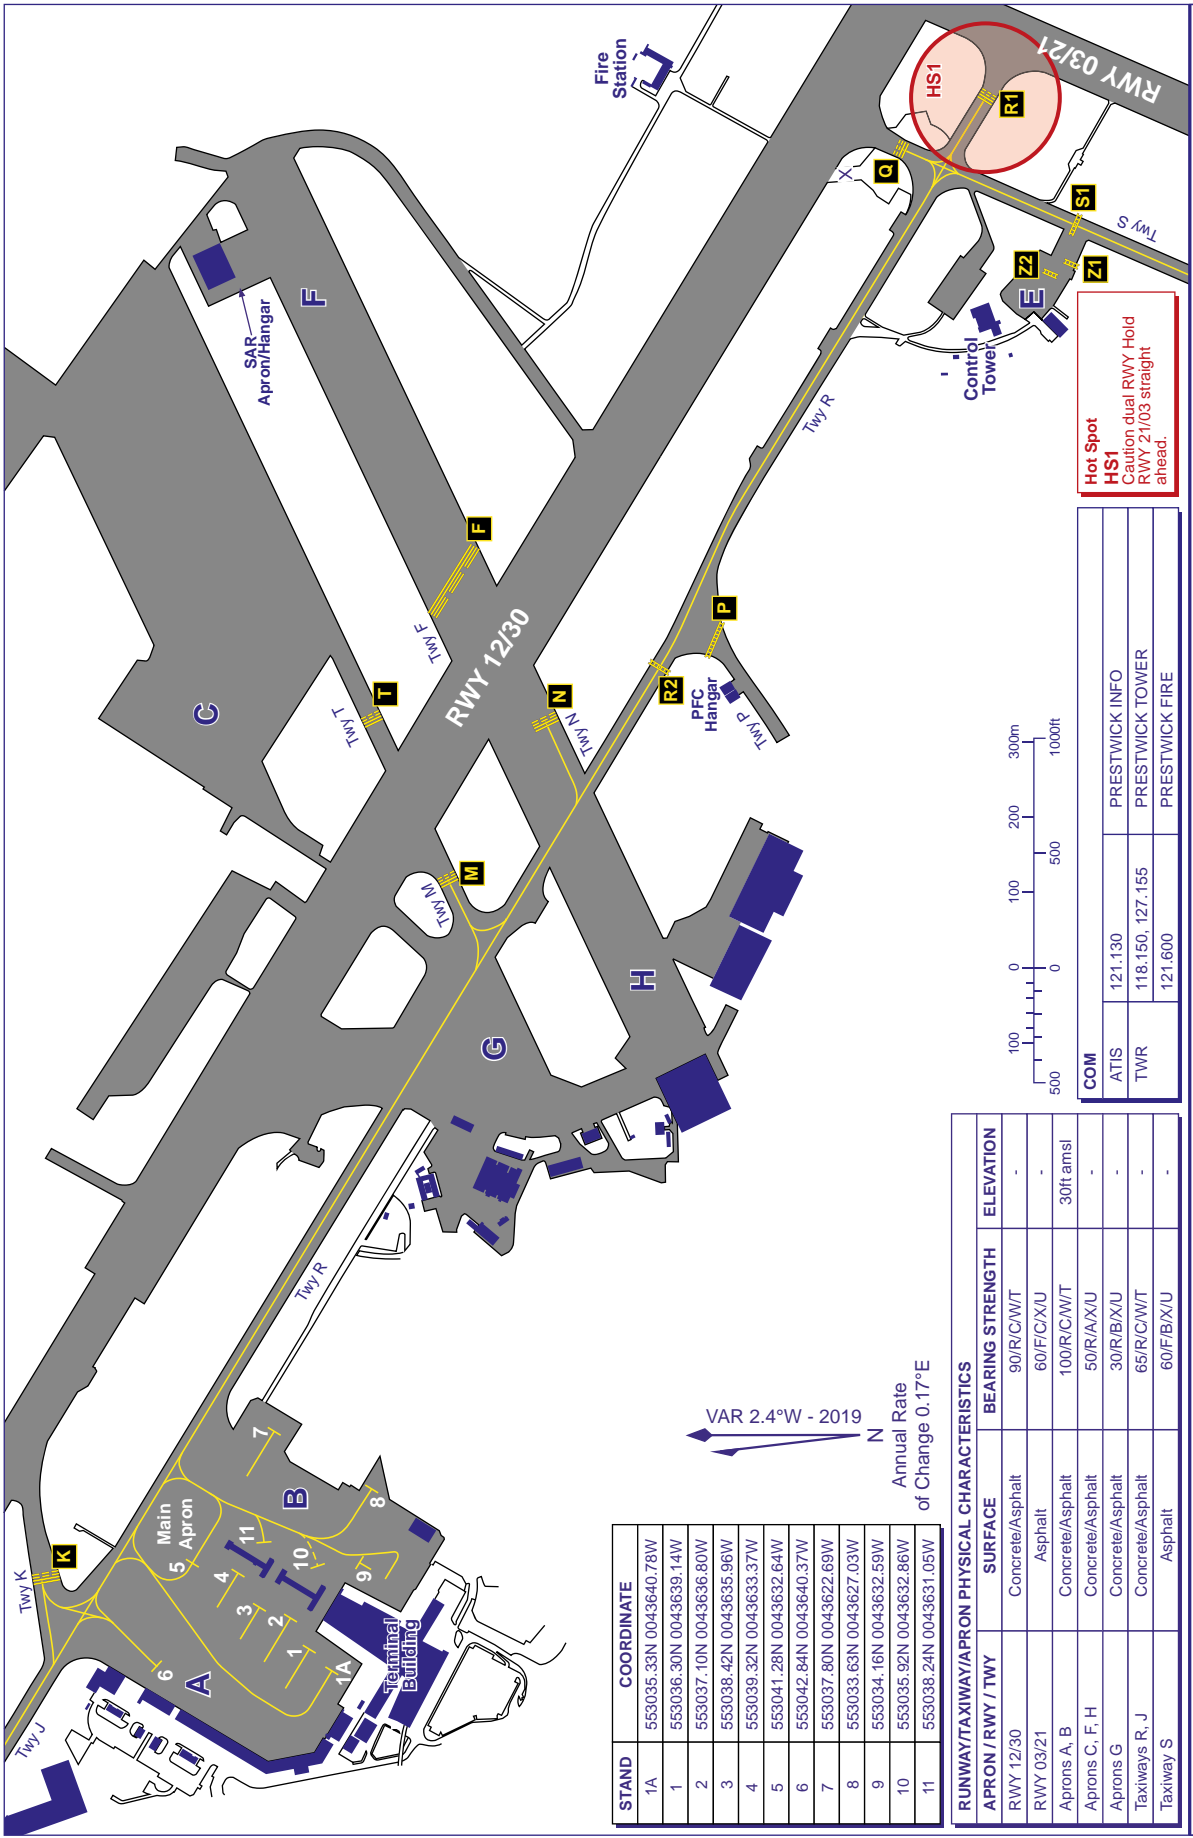 Fire
Station
HS1
RWY 03/21
R1
Q
X
S1
Twy S
Z2
Z1
E
Control
Tower
Hot Spot
HS1
Caution dual RWY Hold
RWY 21/03 straight
ahead.
SAR
Apron/Hangar
F
F
Twy F
Twy R
RWY 12/30
C
T
Twy T
N
Twy N
R2
P
PFC
Hangar
Twy P
M
Twy M
H
G
Twy R
K
Twy K
Twy J
Main
Apron
A
B
1A
1
2
3
4
5
6
7
8
9
10
11
Terminal
Building
VAR 2.4°W - 2019
N
Annual Rate
of Change 0.17°E
100 0 100 200 300m
500 0 500 1000ft
COM
ATIS 121.130 PRESTWICK INFO
TWR 118.150, 127.155 PRESTWICK TOWER
121.600 PRESTWICK FIRE
STAND COORDINATE
1A 553035.33N 0043640.78W
1 553036.30N 0043639.14W
2 553037.10N 0043636.80W
3 553038.42N 0043635.96W
4 553039.32N 0043633.37W
5 553041.28N 0043632.64W
6 553042.84N 0043640.37W
7 553037.80N 0043622.69W
8 553033.63N 0043627.03W
9 553034.16N 0043632.59W
10 553035.92N 0043632.86W
11 553038.24N 0043631.05W
RUNWAY/TAXIWAY/APRON PHYSICAL CHARACTERISTICS
APRON / RWY / TWY SURFACE BEARING STRENGTH ELEVATION
RWY 12/30 Concrete/Asphalt 90/R/C/W/T -
RWY 03/21 Asphalt 60/F/C/X/U -
Aprons A, B Concrete/Asphalt 100/R/C/W/T 30ft amsl
Aprons C, F, H Concrete/Asphalt 50/R/A/X/U -
Aprons G Concrete/Asphalt 30/R/B/X/U -
Taxiways R, J Concrete/Asphalt 65/R/C/W/T -
Taxiway S Asphalt 60/F/B/X/U -